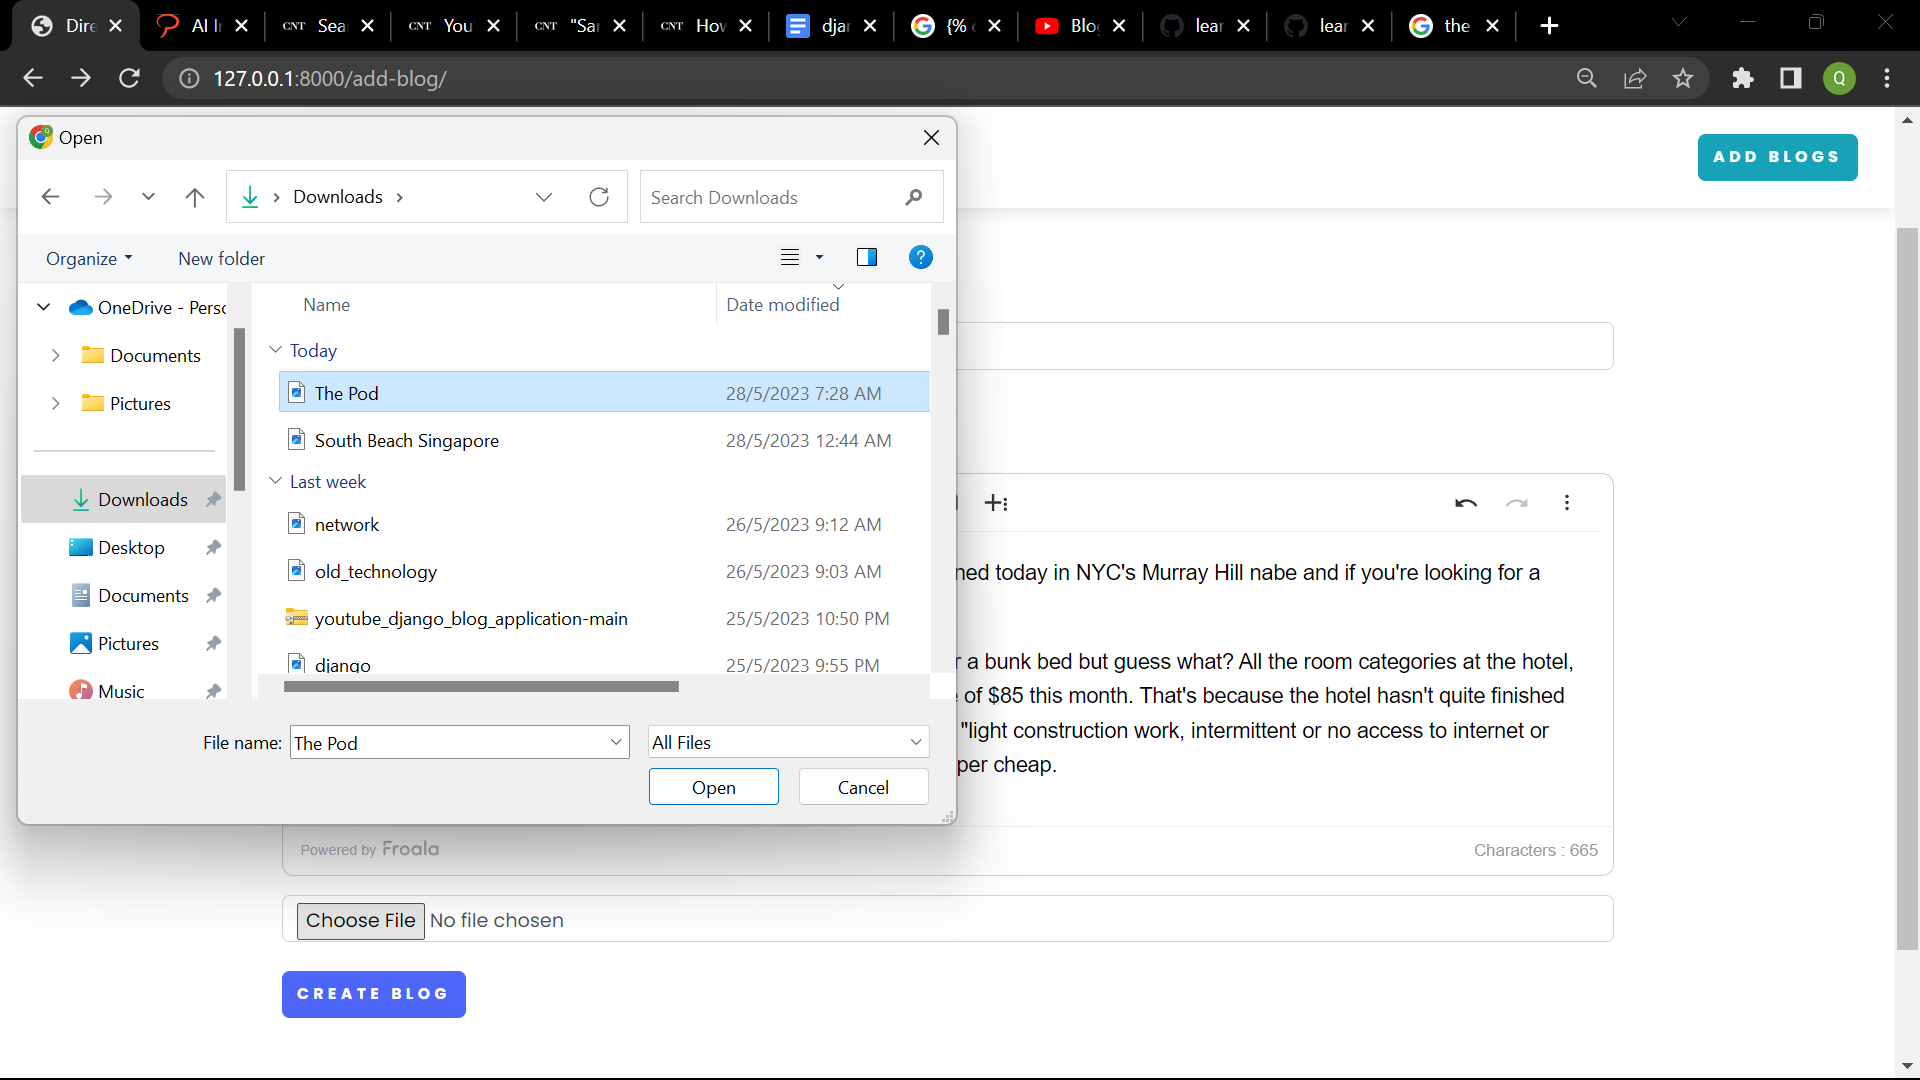 Dire
AI I
CNT Sea
CNT You
CNT "Sa
CNT Hov
djar
{%
Blo
lear
lear
the
127.0.0.1:8000/add-blog/
Q
Open
ADD BLOGS
Downloads
Search Downloads
Organize
New folder
OneDrive - Perso
Documents
Pictures
Downloads
Desktop
Documents
Pictures
Music
Name
Date modified
Today
The Pod 28/5/2023 7:28 AM
South Beach Singapore 28/5/2023 12:44 AM
Last week
network 26/5/2023 9:12 AM
old_technology 26/5/2023 9:03 AM
youtube_django_blog_application-main 25/5/2023 10:50 PM
django 25/5/2023 9:55 PM
File name: The Pod
All Files
Open
Cancel
ned today in NYC's Murray Hill nabe and if you're looking for a
r a bunk bed but guess what? All the room categories at the hotel,
of $85 this month. That's because the hotel hasn't quite finished
"light construction work, intermittent or no access to internet or
per cheap.
Powered by Froala
Characters : 665
Choose File No file chosen
CREATE BLOG